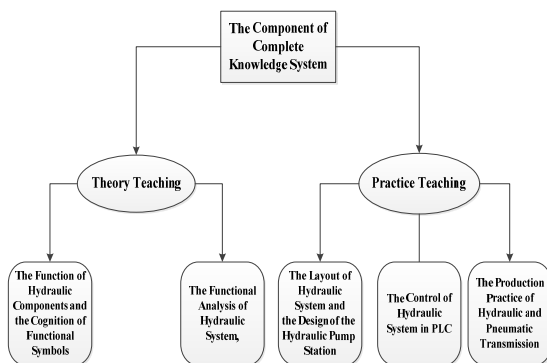 The Component of
Complete
Knowledge System
Theory Teaching
Practice Teaching
The Function of
Hydraulic
Components and
the Cognition of
Functional
Symbols
The Functional
Analysis of
Hydraulic
System,
The Layout of
Hydraulic
System and
the Design of the
Hydraulic Pump
Station
The Control of
Hydraulic
System in PLC
The Production
Practice of
Hydraulic and
Pneumatic
Transmission